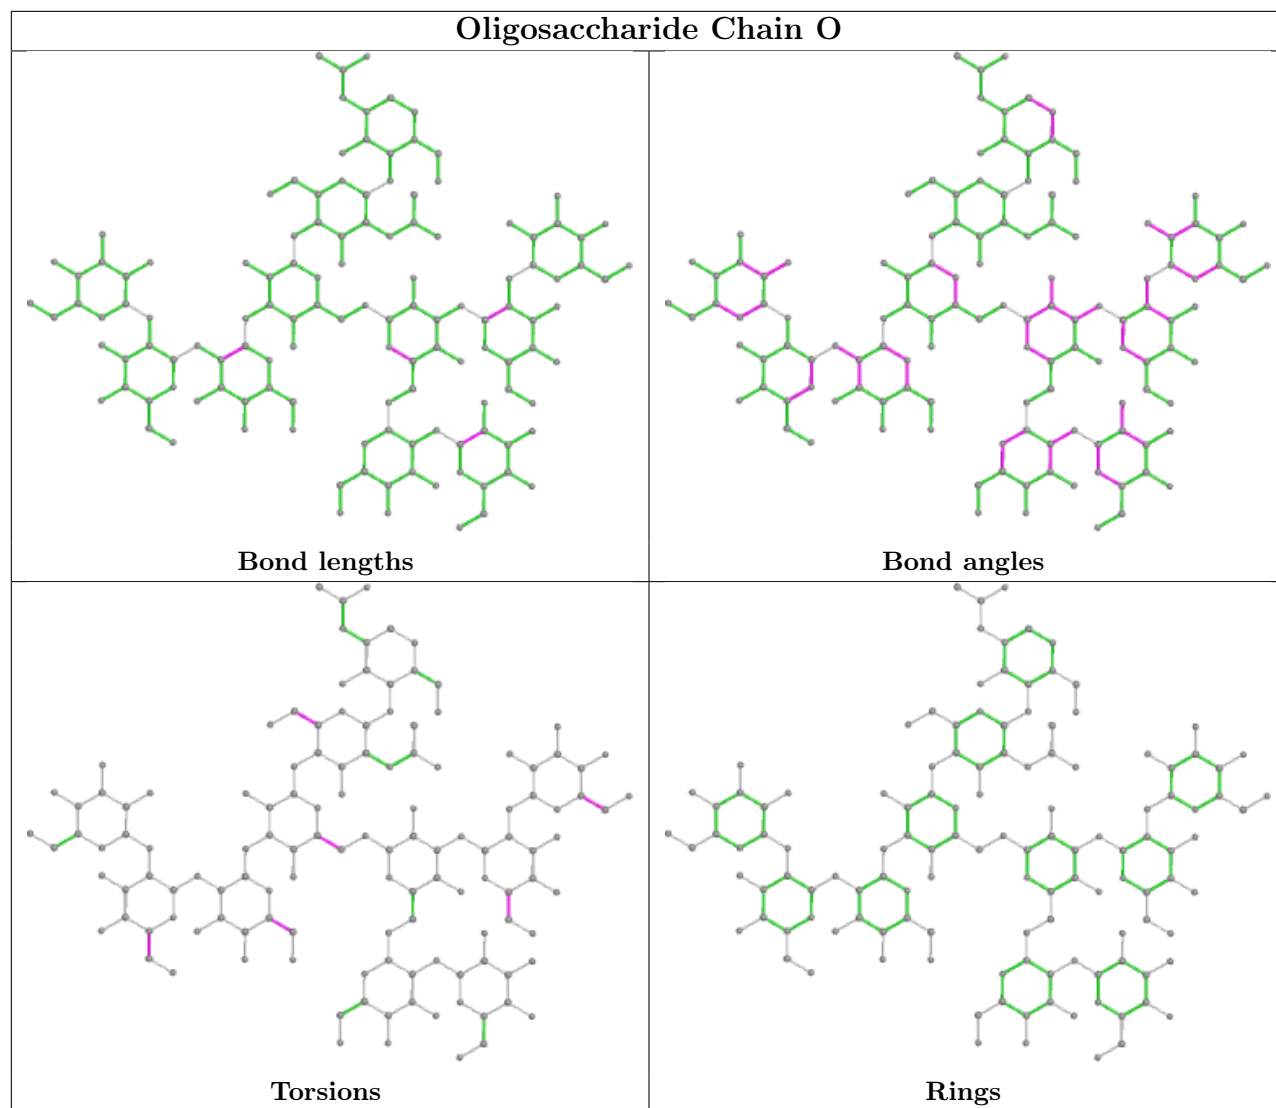 Oligosaccharide Chain O
Bond lengths
Bond angles
Torsions
Rings